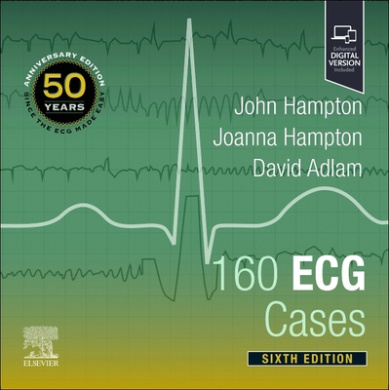 ANNIVERSARY EDITION
50
YEARS
SINCE THE ECG MADE EASY
Enhanced
DIGITAL
VERSION
Included
John Hampton
Joanna Hampton
David Adlam
160 ECG
Cases
SIXTH EDITION
ELSEVIER